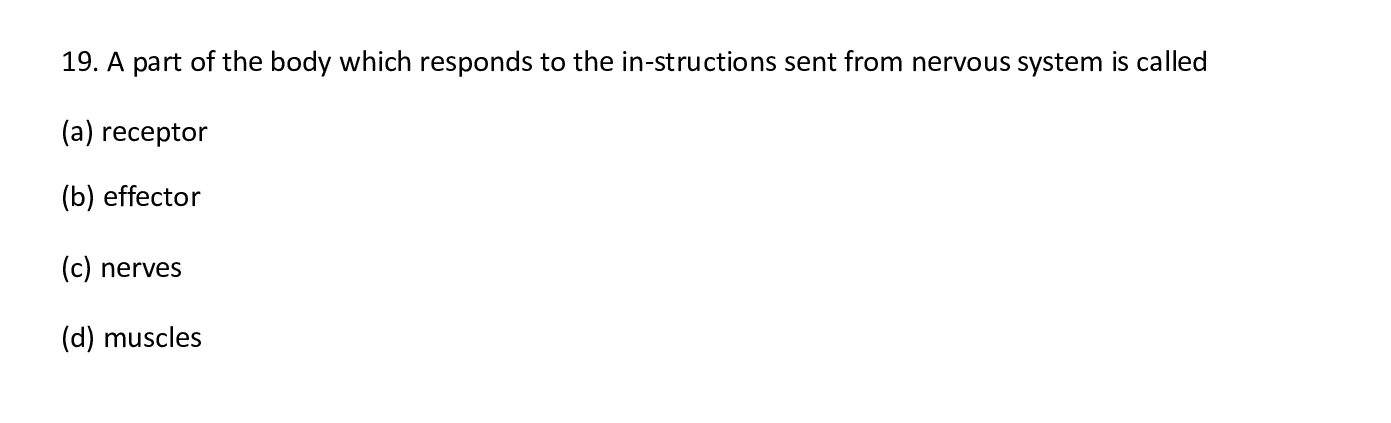 19. A part of the body which responds to the in-structions sent from nervous system is called
(a) receptor
(b) effector
(c) nerves
(d) muscles